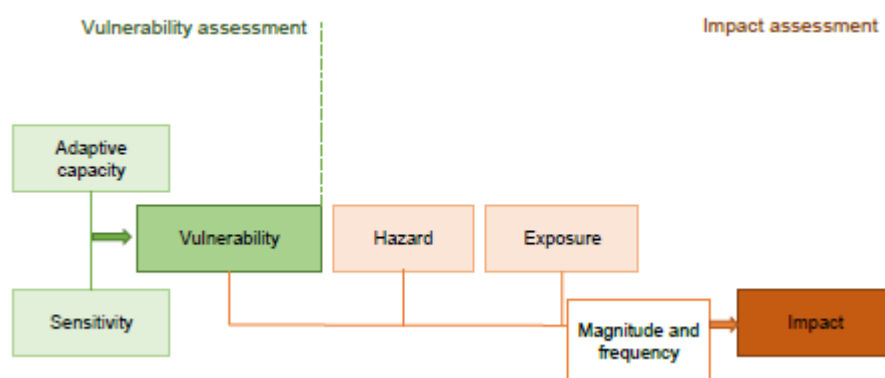 Vulnerability assessment
Impact assessment
Adaptive
capacity
Vulnerability
Hazard
Exposure
Sensitivity
Magnitude and
frequency
Impact